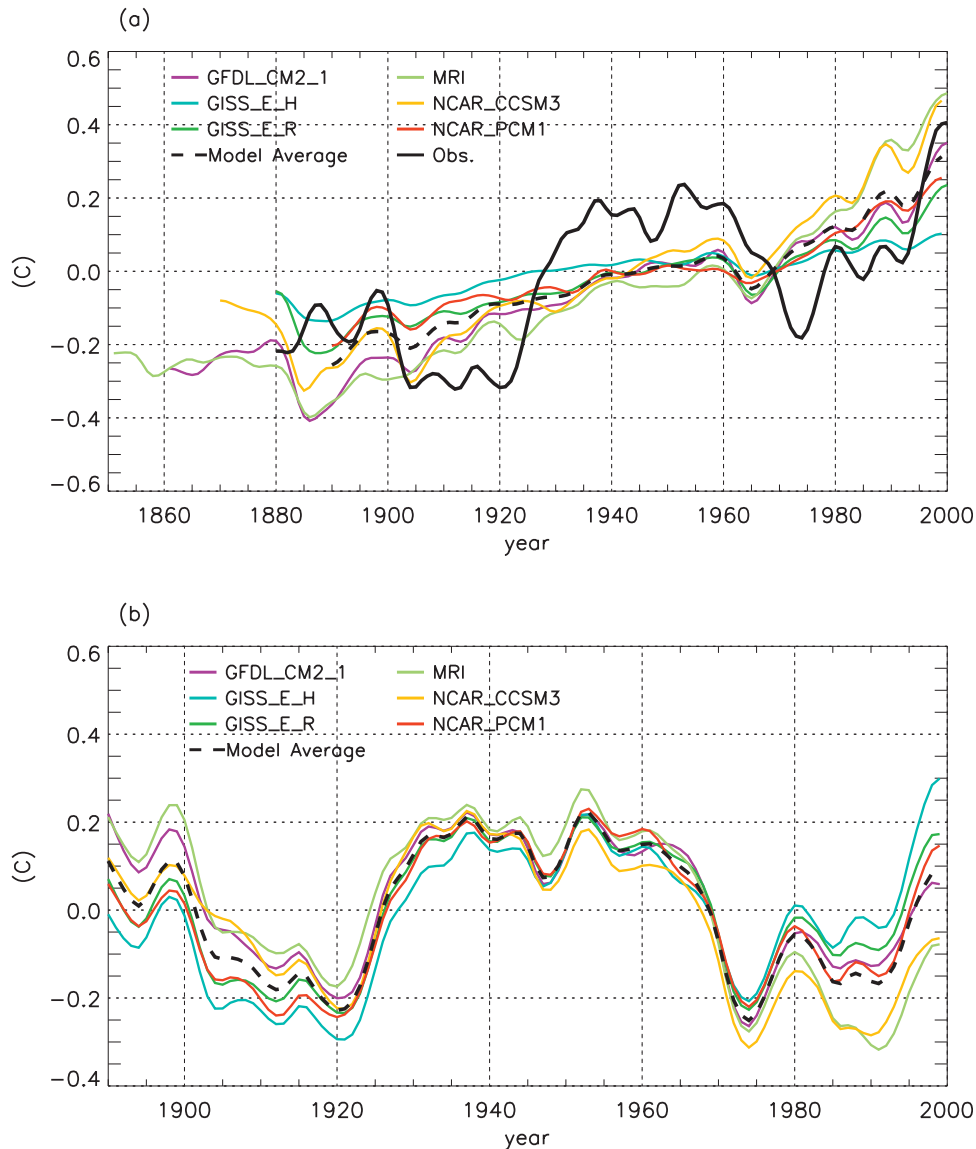 (a)
0.6
0.4
0.2
0.0
−0.2
−0.4
−0.6
(C)
GFDL_CM2_1
GISS_E_H
GISS_E_R
Model Average
MRI
NCAR_CCSM3
NCAR_PCM1
Obs.
1860 1880 1900 1920 1940 1960 1980 2000
year
(b)
0.6
0.4
0.2
0.0
−0.2
−0.4
(C)
GFDL_CM2_1
GISS_E_H
GISS_E_R
Model Average
MRI
NCAR_CCSM3
NCAR_PCM1
1900 1920 1940 1960 1980 2000
year